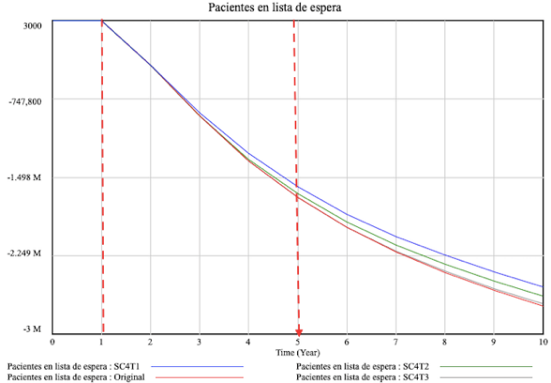 Pacientes en lista de espera
3000
-747,800
-1.498 M
-2.249 M
-3 M
0 1 2 3 4 5 6 7 8 9 10
Time (Year)
Pacientes en lista de espera : SC4T1
Pacientes en lista de espera : SC4T2
Pacientes en lista de espera : Original
Pacientes en lista de espera : SC4T3